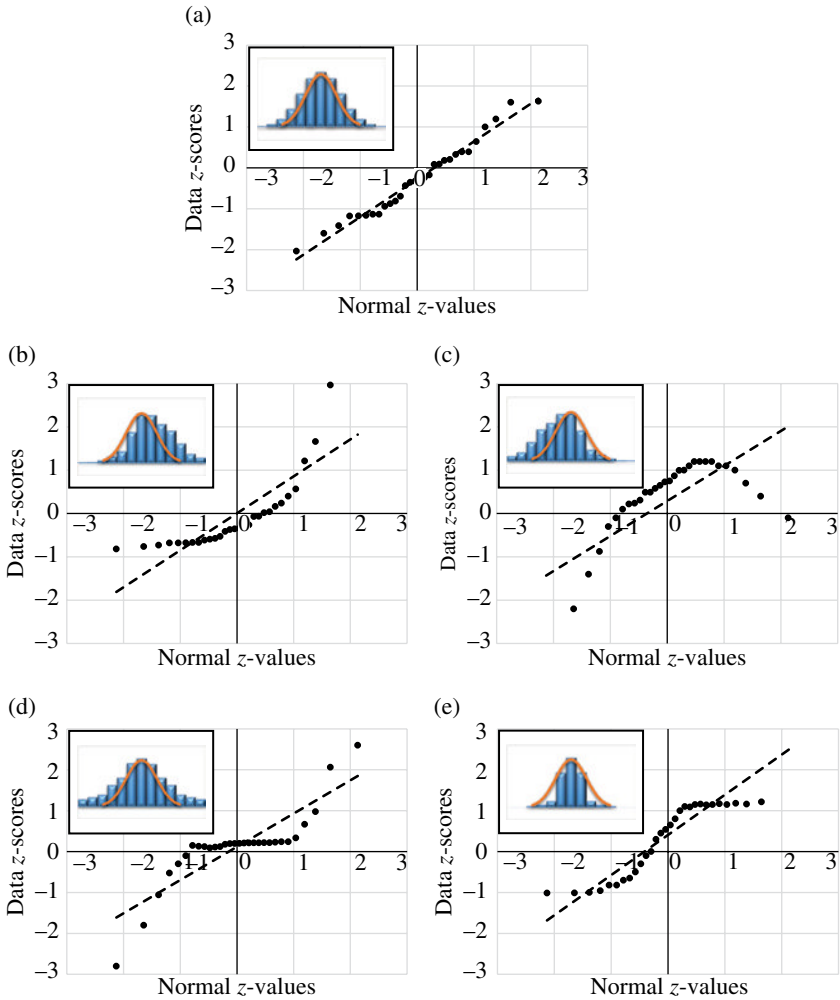 (a)
3
2
1
0
–1
–2
–3
–3 –2 –1 0 1 2 3
Data z-scores
Normal z-values
(b)
3
2
1
0
–1
–2
–3
–3 –2 –1 0 1 2 3
Data z-scores
Normal z-values
(c)
3
2
1
0
–1
–2
–3
–3 –2 –1 0 1 2 3
Data z-scores
Normal z-values
(d)
3
2
1
0
–1
–2
–3
–3 –2 –1 0 1 2 3
Data z-scores
Normal z-values
(e)
3
2
1
0
–1
–2
–3
–3 –2 –1 0 1 2 3
Data z-scores
Normal z-values